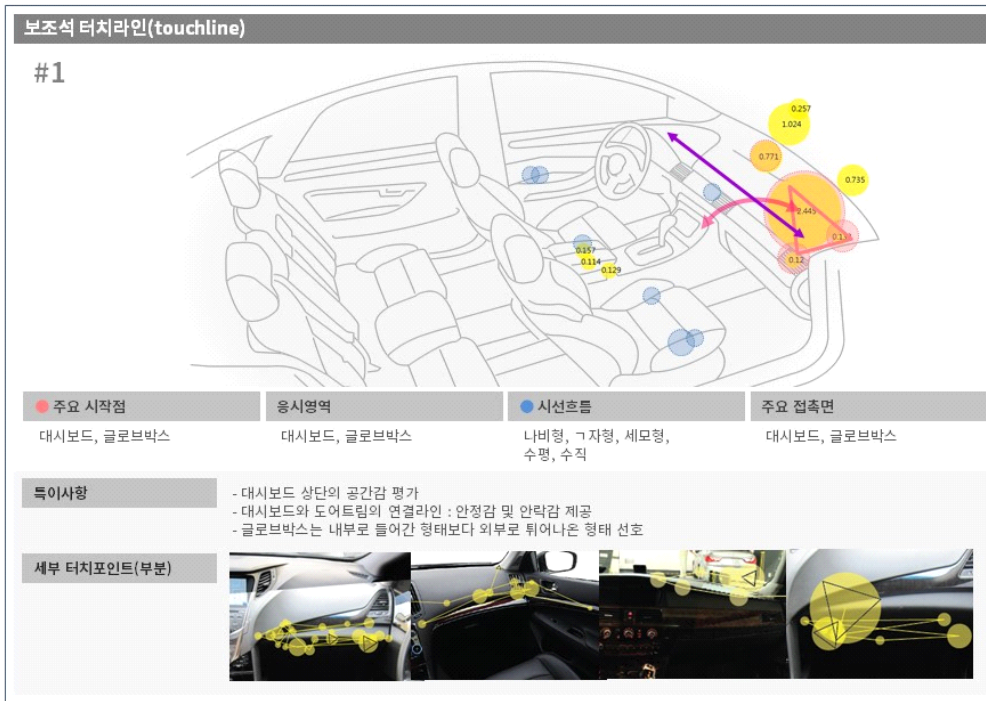 보조석 터치라인(touchline)
#1
0.257
1.024
0.771
0.735
2.445
0.12
0.157
0.114
0.129
주요 시작점
응시영역
시선흐름
주요 접촉면
대시보드, 글로브박스
대시보드, 글로브박스
나비형, ㄱ자형, 세모형,
수평, 수직
대시보드, 글로브박스
특이사항
- 대시보드 상단의 공간감 평가
- 대시보드와 도어트림의 연결라인 : 안정감 및 안락감 제공
- 글로브박스는 내부로 들어간 형태보다 외부로 튀어나온 형태 선호
세부 터치포인트(부분)